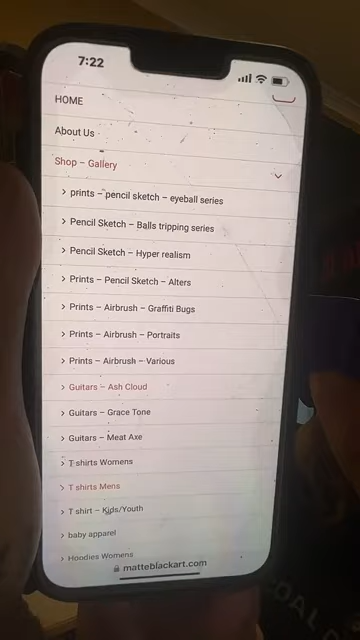 7:22
HOME
About Us
Shop – Gallery
> prints – pencil sketch – eyeball series
> Pencil Sketch – Balls tripping series
> Pencil Sketch – Hyper realism
> Prints – Pencil Sketch – Alters
> Prints – Airbrush – Graffiti Bugs
> Prints – Airbrush – Portraits
> Prints – Airbrush – Various
> Guitars – Ash Cloud
> Guitars – Grace Tone
> Guitars – Meat Axe
> T shirts Womens
> T shirts Mens
> T shirt – Kids/Youth
> baby apparel
> Hoodies Womens
matteblackart.com